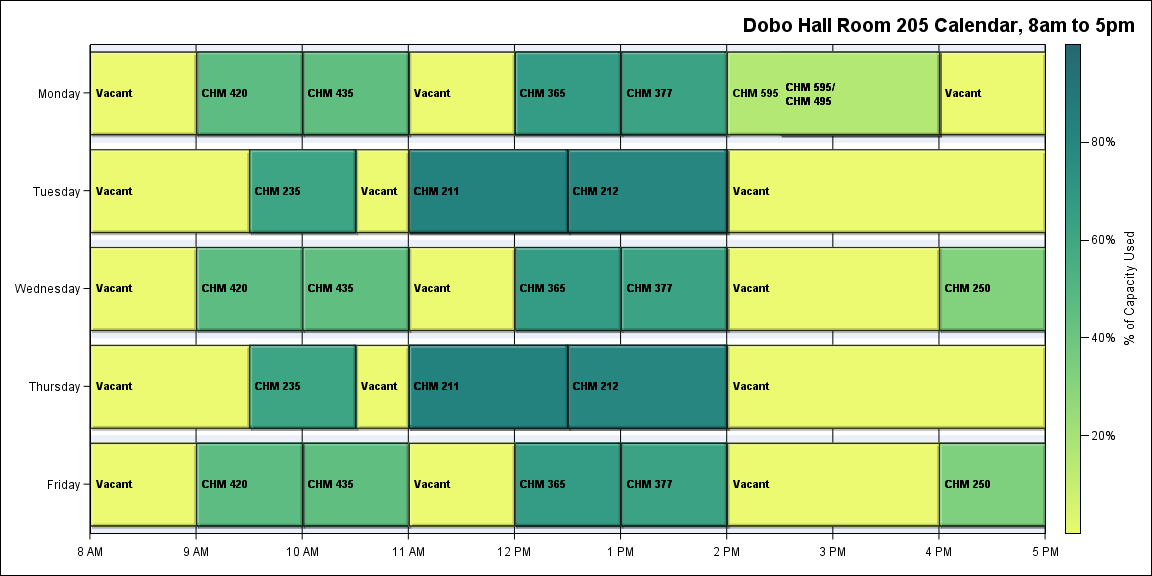 Dobo Hall Room 205 Calendar, 8am to 5pm
Monday
Vacant
CHM 420
CHM 435
Vacant
CHM 365
CHM 377
CHM 595
CHM 595/
CHM 495
Vacant
Tuesday
Vacant
CHM 235
Vacant
CHM 211
CHM 212
Vacant
Wednesday
Vacant
CHM 420
CHM 435
Vacant
CHM 365
CHM 377
Vacant
CHM 250
Thursday
Vacant
CHM 235
Vacant
CHM 211
CHM 212
Vacant
Friday
Vacant
CHM 420
CHM 435
Vacant
CHM 365
CHM 377
Vacant
CHM 250
8 AM
9 AM
10 AM
11 AM
12 PM
1 PM
2 PM
3 PM
4 PM
5 PM
80%
60%
40%
20%
% of Capacity Used